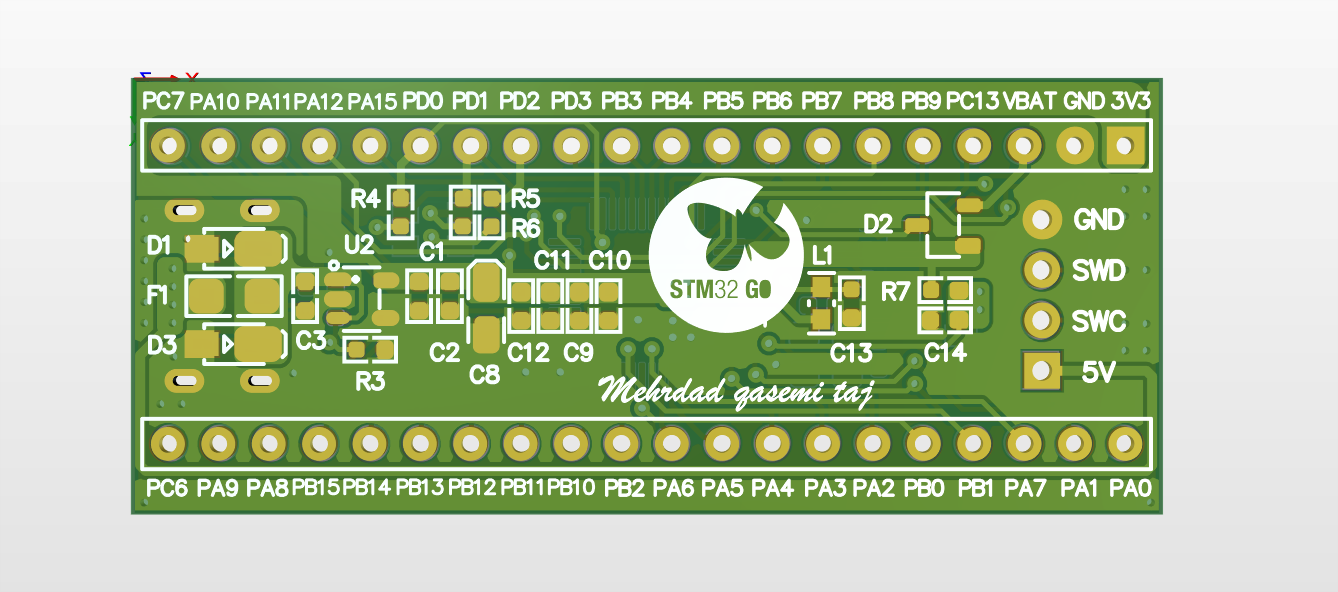 PC7 PA10 PA11 PA12 PA15 PD0 PD1 PD2 PD3 PB3 PB4 PB5 PB6 PB7 PB8 PB9 PC13 VBAT GND 3V3
R4 R5
R6
D2 GND
D1 U2 C1 C11 C10 L1
SWD
F1 STM32 GO R7
SWC
D3 C3 C2 C12 C9 C13 C14
R3 C8 5V
Mehrdad qasemi taj
PC6 PA9 PA8 PB15 PB14 PB13 PB12 PB11 PB10 PB2 PA6 PA5 PA4 PA3 PA2 PB0 PB1 PA7 PA1 PA0